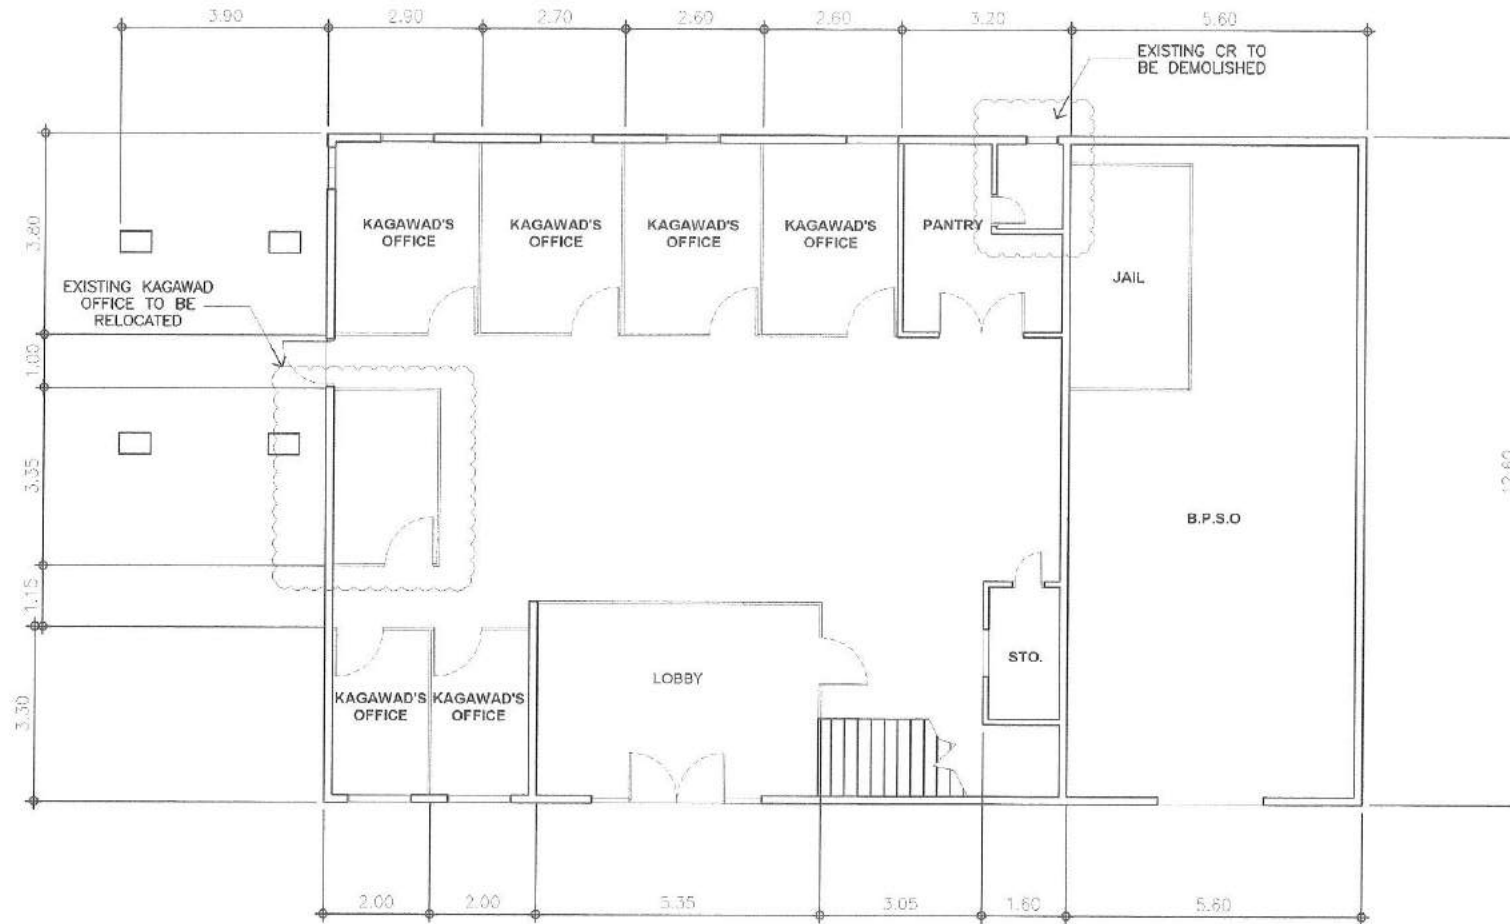 3.90
2.90
2.70
2.60
2.60
3.20
5.60
EXISTING CR TO
BE DEMOLISHED
3.80
KAGAWAD'S
OFFICE
KAGAWAD'S
OFFICE
KAGAWAD'S
OFFICE
KAGAWAD'S
OFFICE
PANTRY
JAIL
EXISTING KAGAWAD
OFFICE TO BE
RELOCATED
1.00
3.35
12.60
B.P.S.O
1.15
STO.
LOBBY
KAGAWAD'S
OFFICE
KAGAWAD'S
OFFICE
3.30
2.00
2.00
5.35
3.05
1.60
5.60